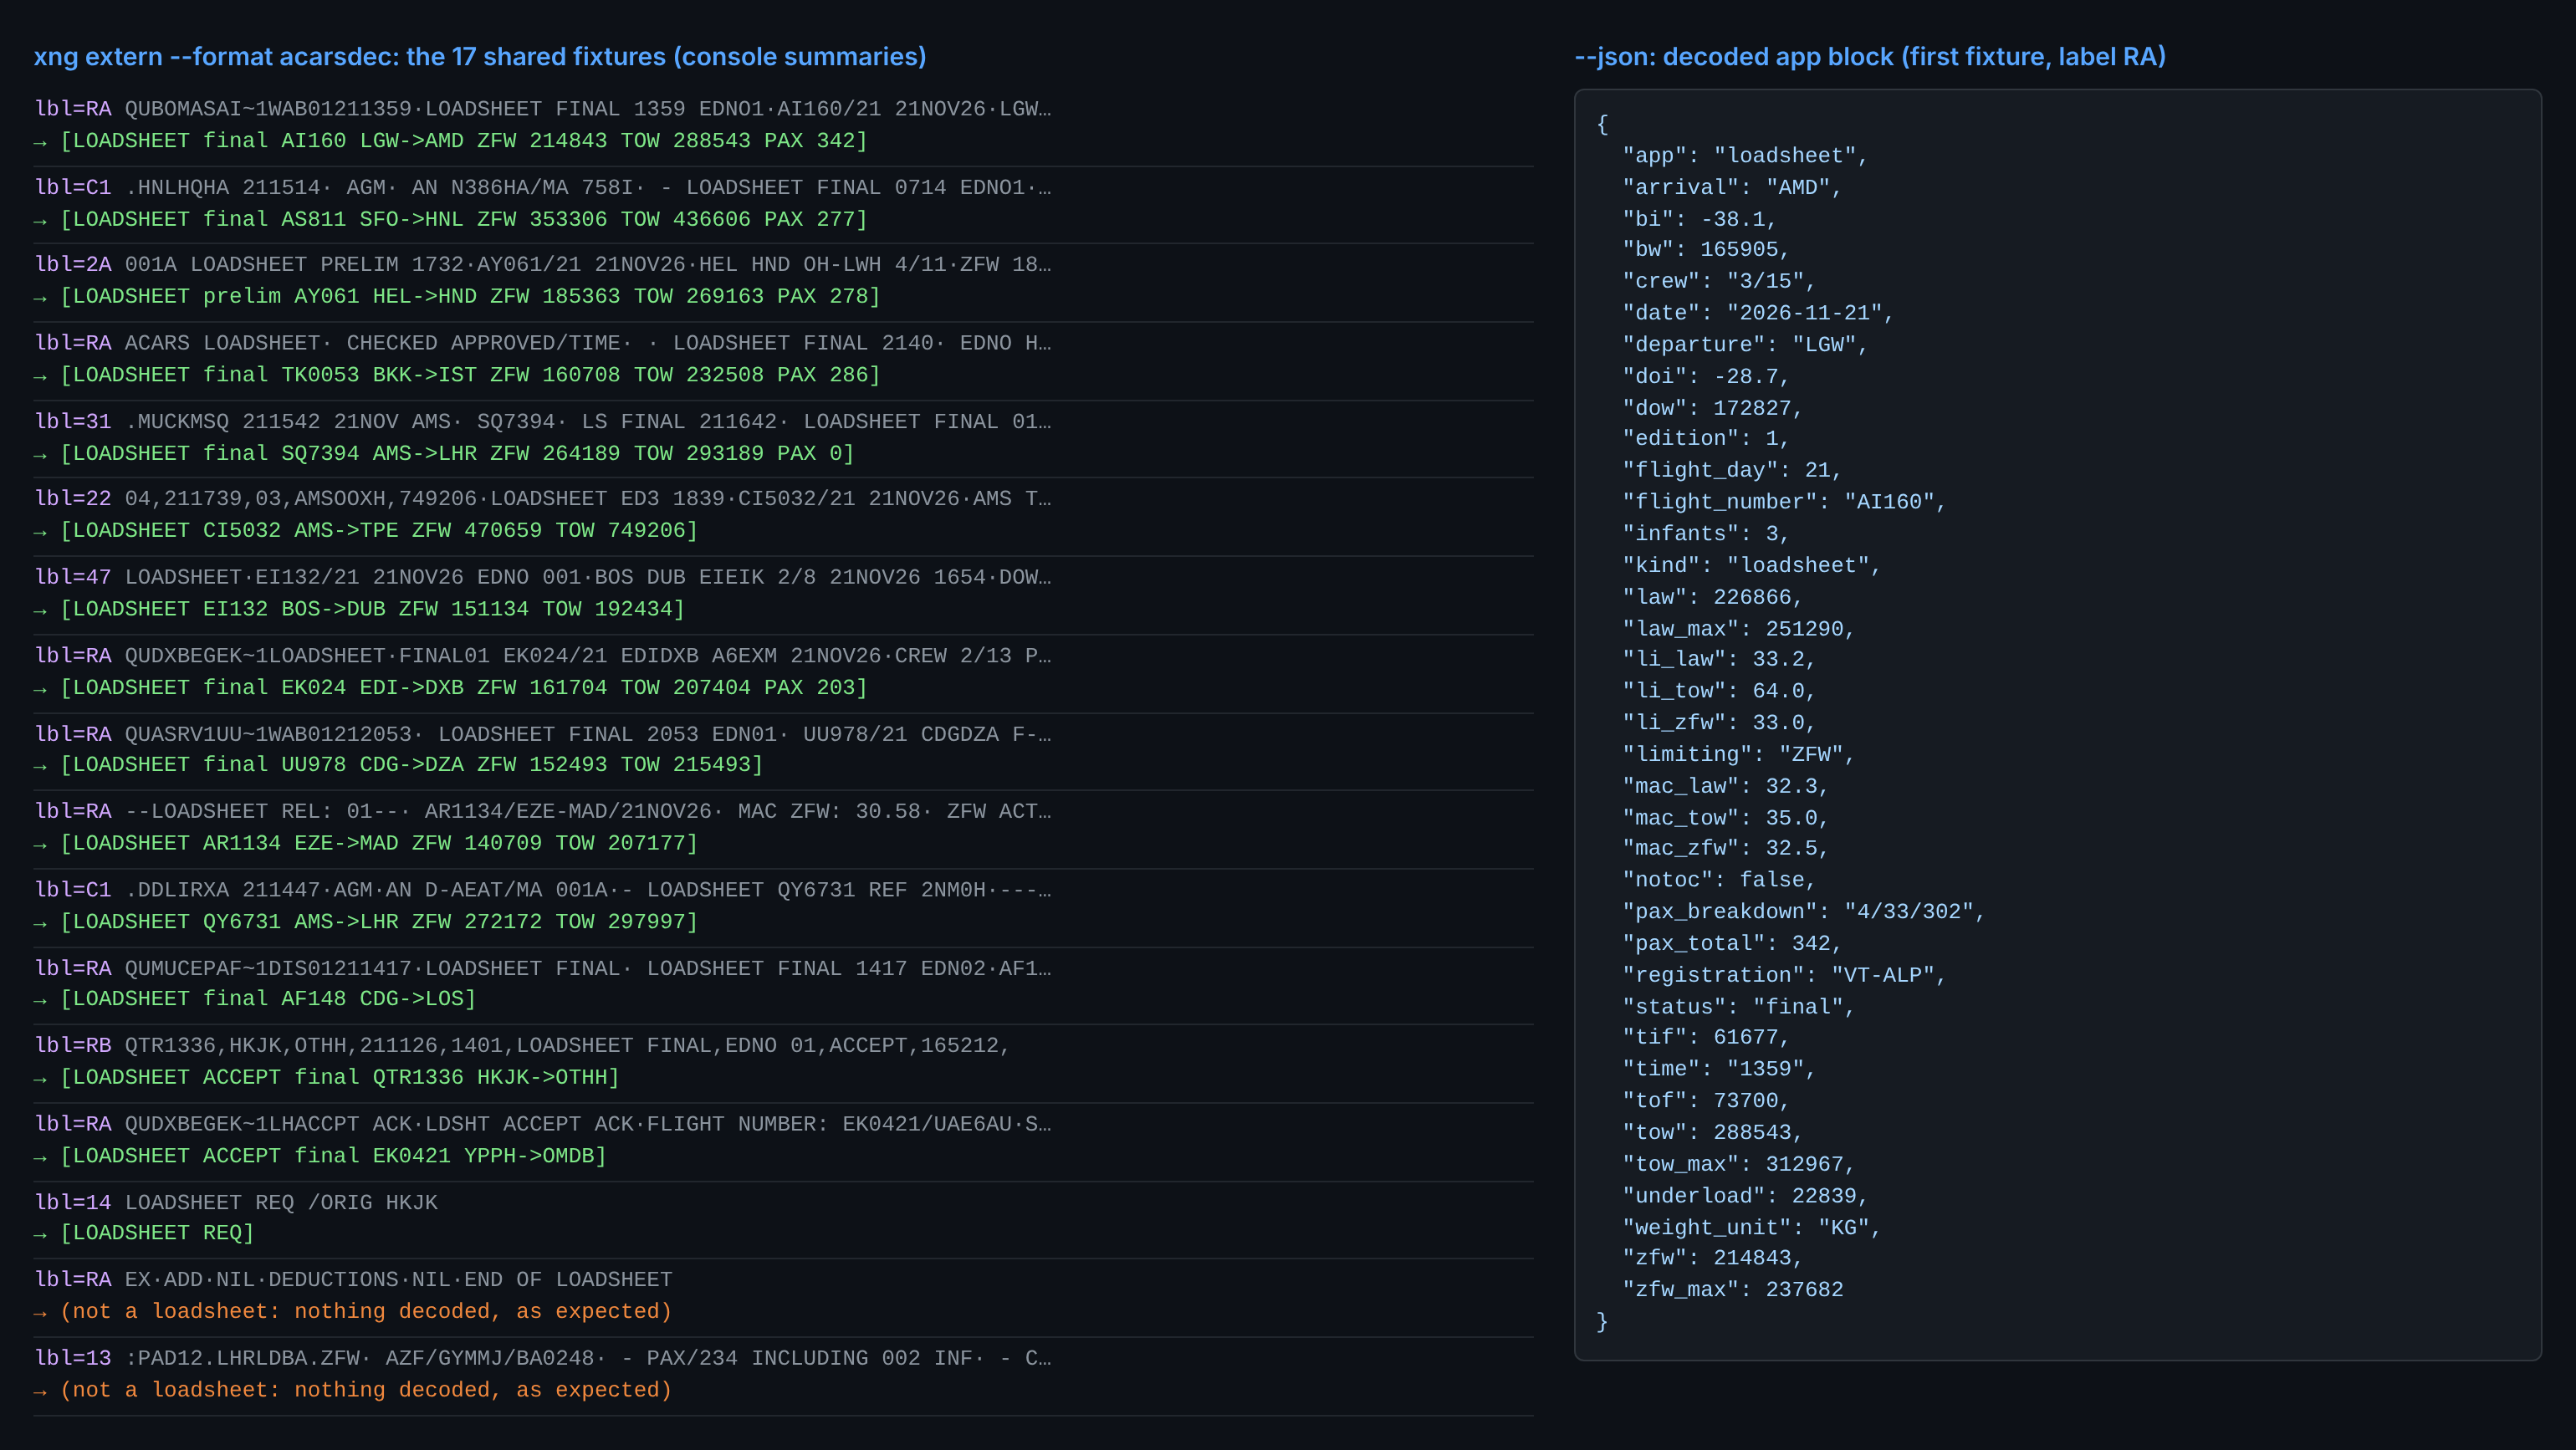 xng extern --format acarsdec: the 17 shared fixtures (console summaries)
lbl=RA QUBOMASAI~1WAB01211359·LOADSHEET FINAL 1359 EDNO1·AI160/21 21NOV26·LGW…
→ [LOADSHEET final AI160 LGW->AMD ZFW 214843 TOW 288543 PAX 342]
lbl=C1 .HNLHQHA 211514· AGM· AN N386HA/MA 758I· - LOADSHEET FINAL 0714 EDNO1·…
→ [LOADSHEET final AS811 SFO->HNL ZFW 353306 TOW 436606 PAX 277]
lbl=2A 001A LOADSHEET PRELIM 1732·AY061/21 21NOV26·HEL HND OH-LWH 4/11·ZFW 18…
→ [LOADSHEET prelim AY061 HEL->HND ZFW 185363 TOW 269163 PAX 278]
lbl=RA ACARS LOADSHEET· CHECKED APPROVED/TIME· · LOADSHEET FINAL 2140· EDNO H…
→ [LOADSHEET final TK0053 BKK->IST ZFW 160708 TOW 232508 PAX 286]
lbl=31 .MUCKMSQ 211542 21NOV AMS· SQ7394· LS FINAL 211642· LOADSHEET FINAL 01…
→ [LOADSHEET final SQ7394 AMS->LHR ZFW 264189 TOW 293189 PAX 0]
lbl=22 04,211739,03,AMSOOXH,749206·LOADSHEET ED3 1839·CI5032/21 21NOV26·AMS T…
→ [LOADSHEET CI5032 AMS->TPE ZFW 470659 TOW 749206]
lbl=47 LOADSHEET·EI132/21 21NOV26 EDNO 001·BOS DUB EIEIK 2/8 21NOV26 1654·DOW…
→ [LOADSHEET EI132 BOS->DUB ZFW 151134 TOW 192434]
lbl=RA QUDXBEGEK~1LOADSHEET·FINAL01 EK024/21 EDIDXB A6EXM 21NOV26·CREW 2/13 P…
→ [LOADSHEET final EK024 EDI->DXB ZFW 161704 TOW 207404 PAX 203]
lbl=RA QUASRV1UU~1WAB01212053· LOADSHEET FINAL 2053 EDN01· UU978/21 CDGDZA F-…
→ [LOADSHEET final UU978 CDG->DZA ZFW 152493 TOW 215493]
lbl=RA --LOADSHEET REL: 01--· AR1134/EZE-MAD/21NOV26· MAC ZFW: 30.58· ZFW ACT…
→ [LOADSHEET AR1134 EZE->MAD ZFW 140709 TOW 207177]
lbl=C1 .DDLIRXA 211447·AGM·AN D-AEAT/MA 001A·- LOADSHEET QY6731 REF 2NM0H·---…
→ [LOADSHEET QY6731 AMS->LHR ZFW 272172 TOW 297997]
lbl=RA QUMUCEPAF~1DIS01211417·LOADSHEET FINAL· LOADSHEET FINAL 1417 EDN02·AF1…
→ [LOADSHEET final AF148 CDG->LOS]
lbl=RB QTR1336,HKJK,OTHH,211126,1401,LOADSHEET FINAL,EDNO 01,ACCEPT,165212,
→ [LOADSHEET ACCEPT final QTR1336 HKJK->OTHH]
lbl=RA QUDXBEGEK~1LHACCPT ACK·LDSHT ACCEPT ACK·FLIGHT NUMBER: EK0421/UAE6AU·S…
→ [LOADSHEET ACCEPT final EK0421 YPPH->OMDB]
lbl=14 LOADSHEET REQ /ORIG HKJK
→ [LOADSHEET REQ]
lbl=RA EX·ADD·NIL·DEDUCTIONS·NIL·END OF LOADSHEET
→ (not a loadsheet: nothing decoded, as expected)
lbl=13 :PAD12.LHRLDBA.ZFW· AZF/GYMMJ/BA0248· - PAX/234 INCLUDING 002 INF· - C…
→ (not a loadsheet: nothing decoded, as expected)
--json: decoded app block (first fixture, label RA)
{
"app": "loadsheet",
"arrival": "AMD",
"bi": -38.1,
"bw": 165905,
"crew": "3/15",
"date": "2026-11-21",
"departure": "LGW",
"doi": -28.7,
"dow": 172827,
"edition": 1,
"flight_day": 21,
"flight_number": "AI160",
"infants": 3,
"kind": "loadsheet",
"law": 226866,
"law_max": 251290,
"li_law": 33.2,
"li_tow": 64.0,
"li_zfw": 33.0,
"limiting": "ZFW",
"mac_law": 32.3,
"mac_tow": 35.0,
"mac_zfw": 32.5,
"notoc": false,
"pax_breakdown": "4/33/302",
"pax_total": 342,
"registration": "VT-ALP",
"status": "final",
"tif": 61677,
"time": "1359",
"tof": 73700,
"tow": 288543,
"tow_max": 312967,
"underload": 22839,
"weight_unit": "KG",
"zfw": 214843,
"zfw_max": 237682
}